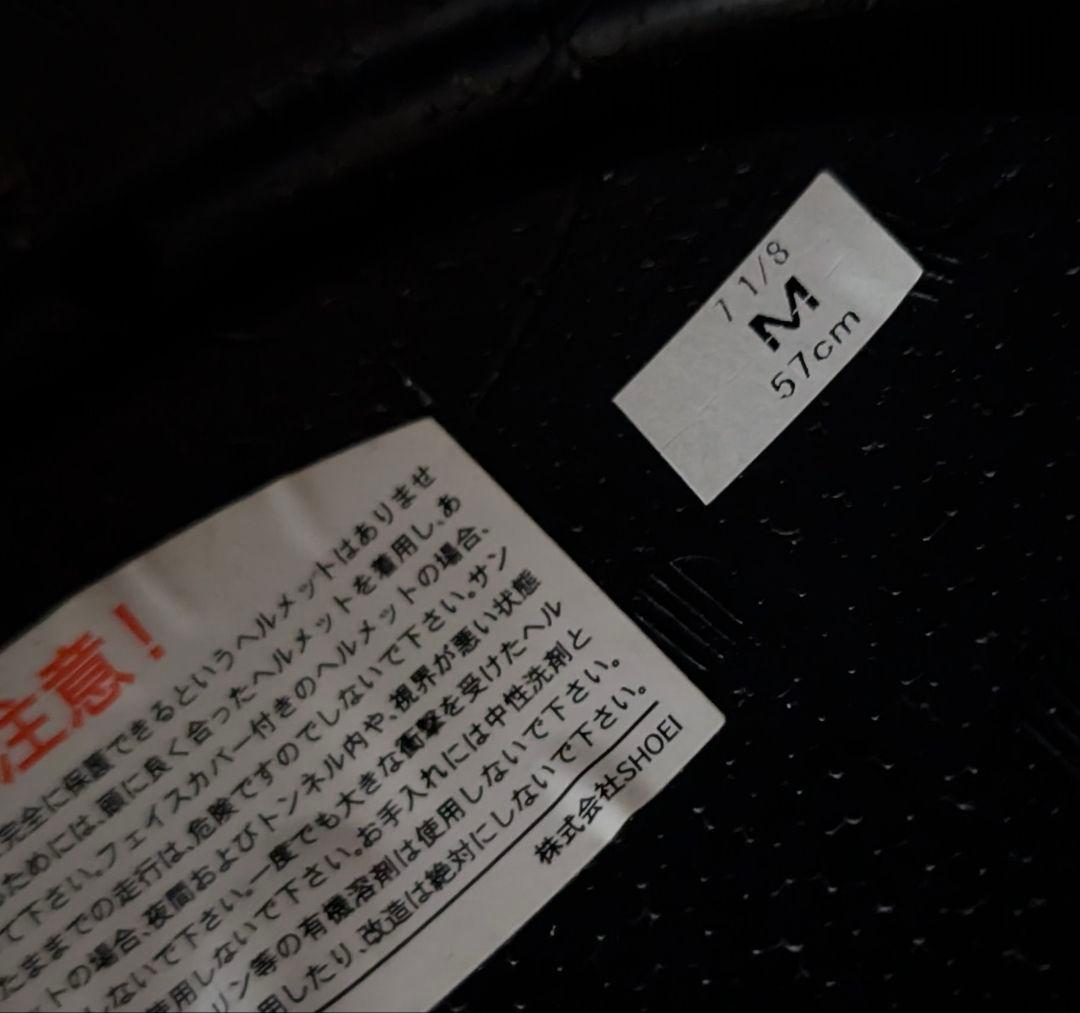 7 1/8
M
57cm
注意!
完全に保護できるというヘルメットはありませ
ためには、頭に良く合ったヘルメットを着用し、あ
て下さい。フェイスカバー付きのヘルメットの場合、
たままでの走行は、危険ですのでしないで下さい。サン
トの場合、夜間およびトンネル内や、視界が悪い状態
しないで下さい。一度でも大きな衝撃を受けたヘル
使用しないで下さい。お手入れには中性洗剤と
リン等の有機溶剤は使用しないで下さい。
用したり、改造は絶対にしないで下さい。
株式会社SHOEI